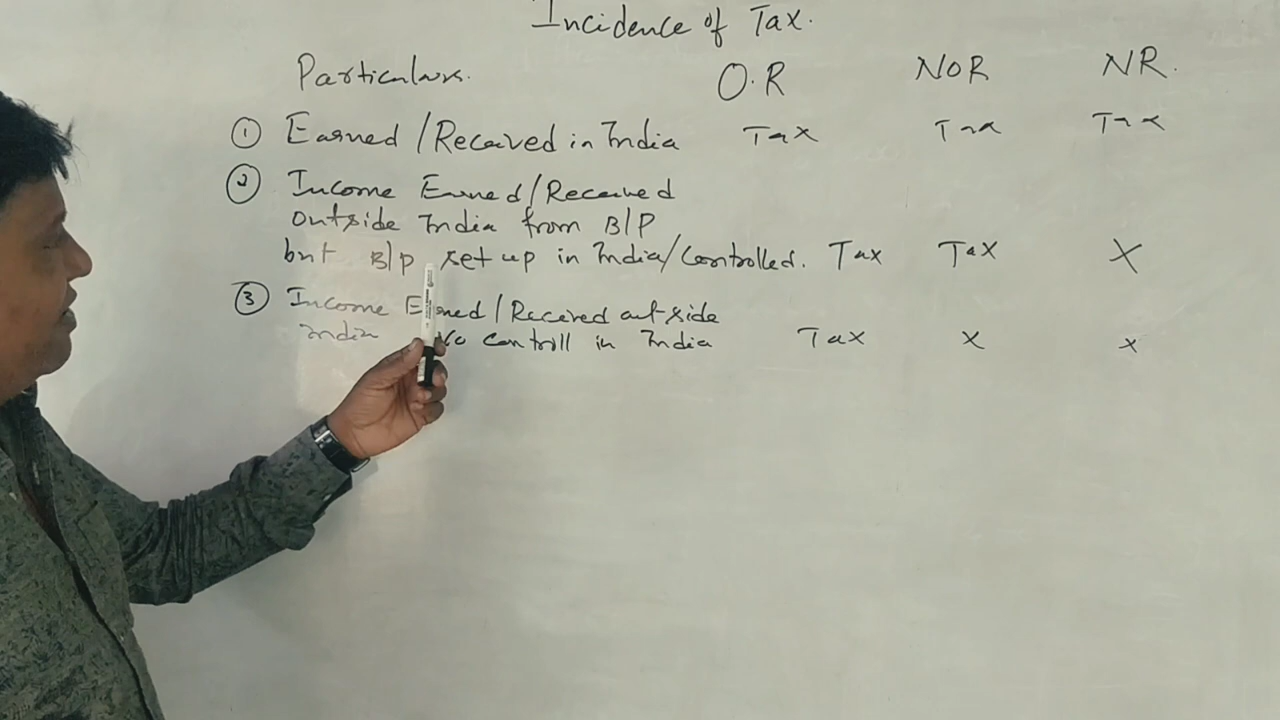 Incidence of Tax.
Particulars. O.R NOR NR.
① Earned / Received in India Tax Tax Tax
② Income Earned / Received
outside India from B/P
but B/P set up in India / Controlled. Tax Tax X
③ Income / Received outside
India Controll in India Tax X X